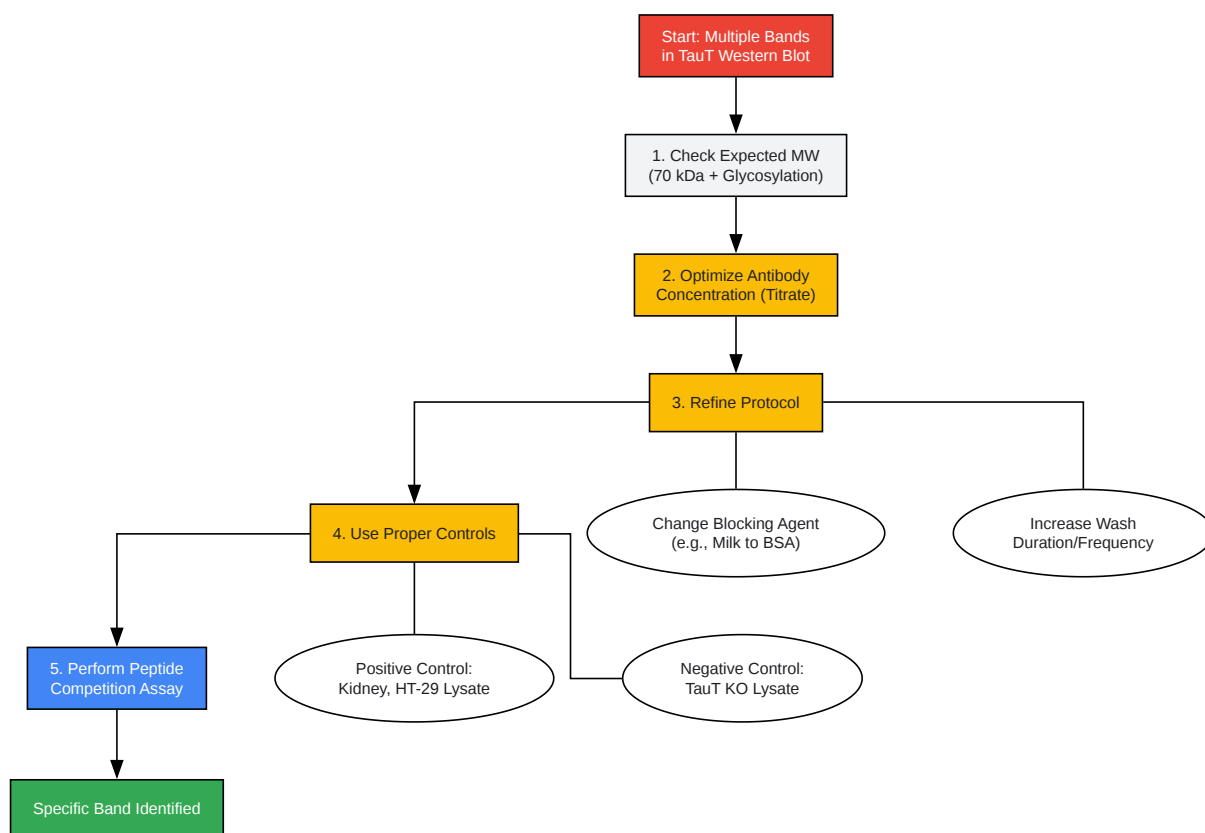 Start: Multiple Bands
in TauT Western Blot
1. Check Expected MW
(70 kDa + Glycosylation)
2. Optimize Antibody
Concentration (Titrate)
3. Refine Protocol
Change Blocking Agent
(e.g., Milk to BSA)
Increase Wash
Duration/Frequency
4. Use Proper Controls
Positive Control:
Kidney, HT-29 Lysate
Negative Control:
TauT KO Lysate
5. Perform Peptide
Competition Assay
Specific Band Identified